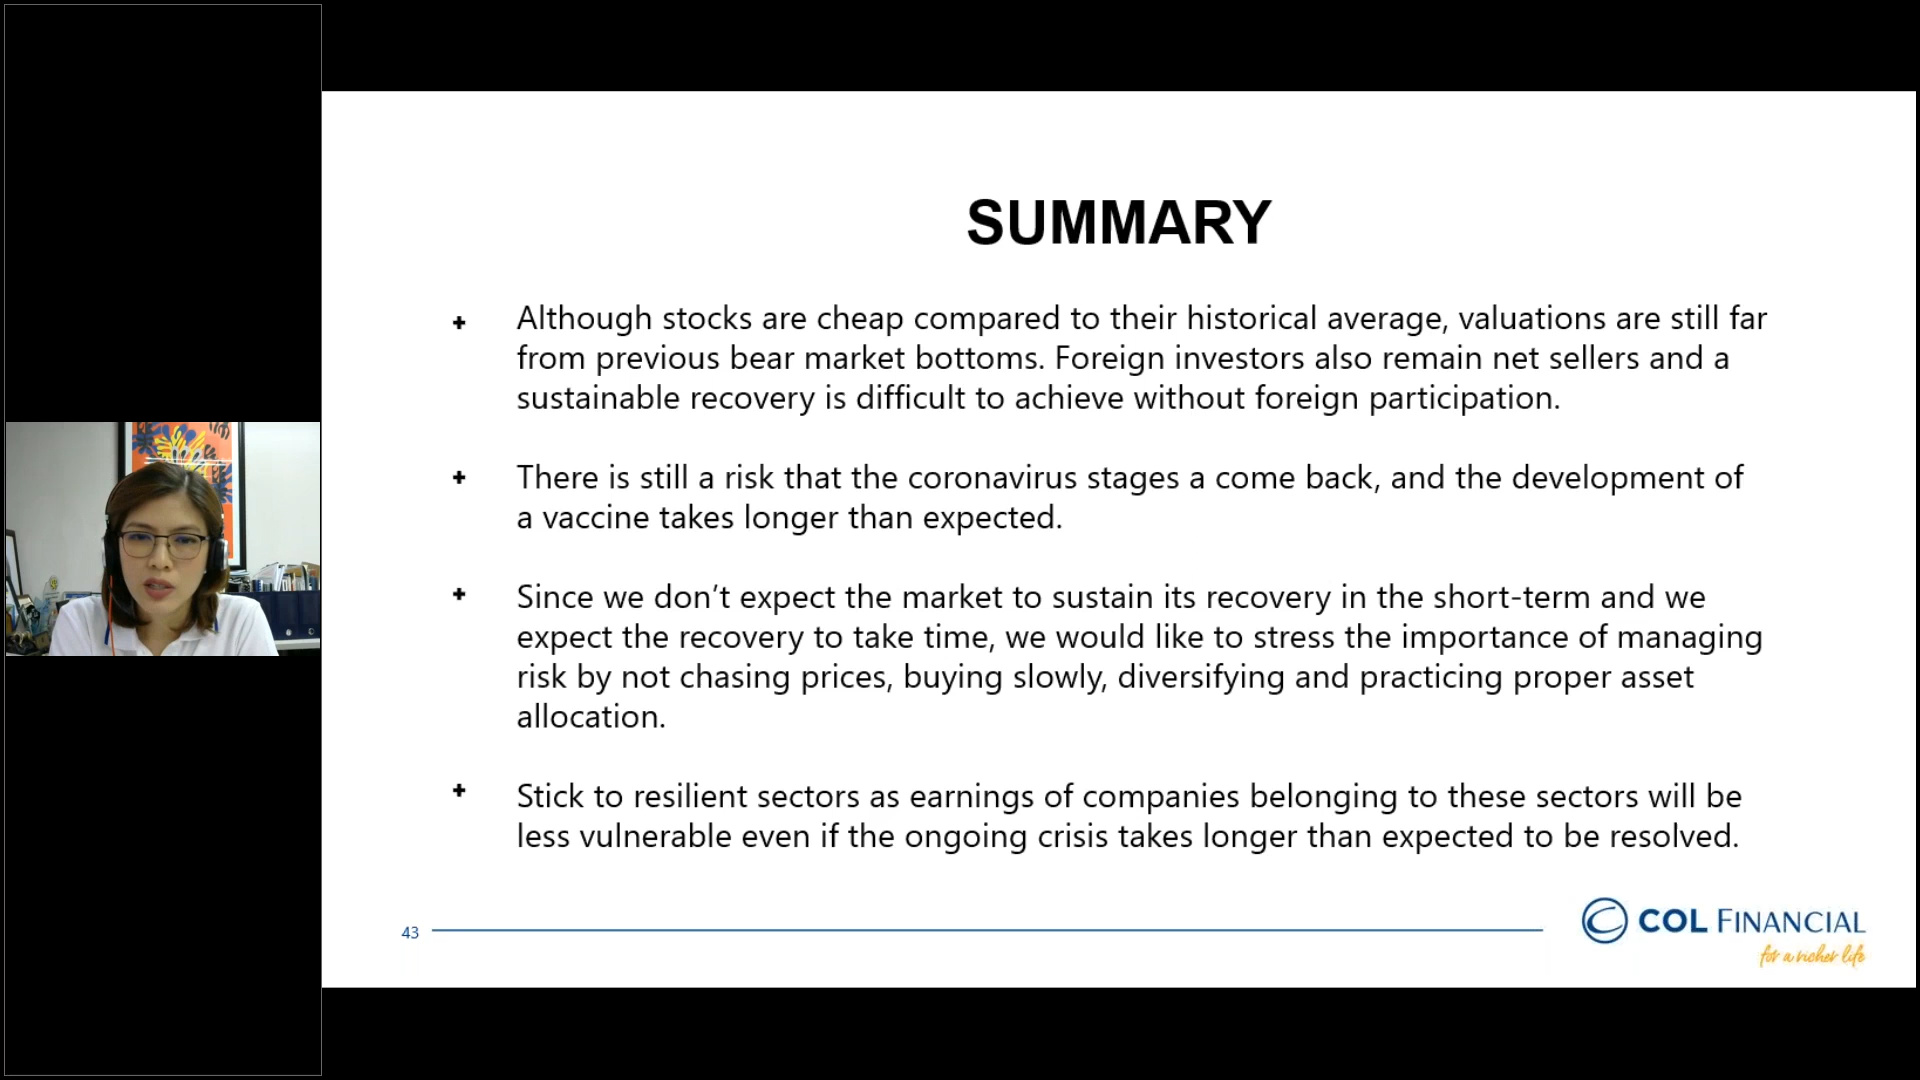 SUMMARY
+ Although stocks are cheap compared to their historical average, valuations are still far
from previous bear market bottoms. Foreign investors also remain net sellers and a
sustainable recovery is difficult to achieve without foreign participation.
+ There is still a risk that the coronavirus stages a come back, and the development of
a vaccine takes longer than expected.
+ Since we don’t expect the market to sustain its recovery in the short-term and we
expect the recovery to take time, we would like to stress the importance of managing
risk by not chasing prices, buying slowly, diversifying and practicing proper asset
allocation.
+ Stick to resilient sectors as earnings of companies belonging to these sectors will be
less vulnerable even if the ongoing crisis takes longer than expected to be resolved.
43
COL FINANCIAL
for a richer life